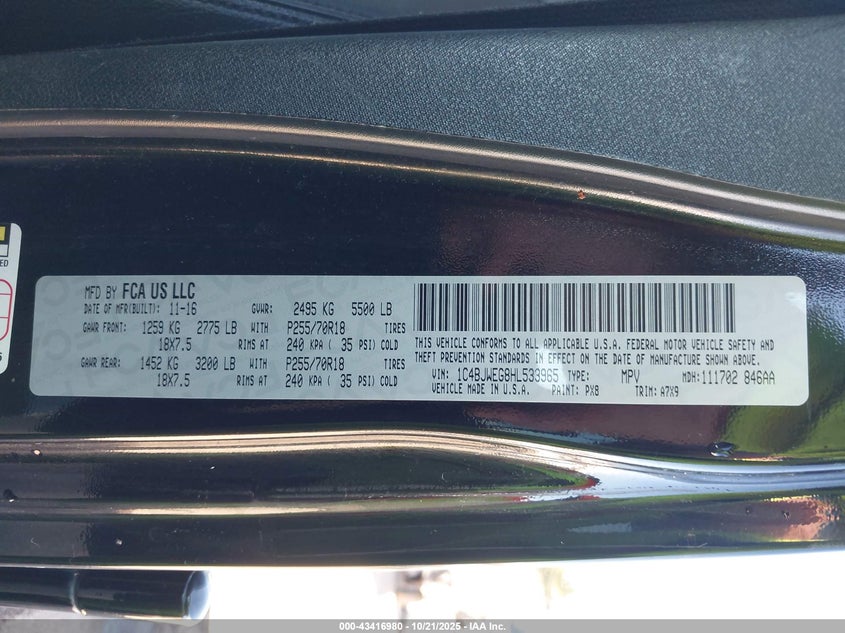 MFD BY FCA US LLC
DATE OF MFR(BUILT): 11-16 GVWR: 2495 KG 5500 LB
GAWR FRONT: 1259 KG 2775 LB WITH P255/70R18 TIRES
18X7.5 RIMS AT 240 KPA ( 35 PSI) COLD
GAWR REAR: 1452 KG 3200 LB WITH P255/70R18 TIRES
18X7.5 RIMS AT 240 KPA ( 35 PSI) COLD
THIS VEHICLE CONFORMS TO ALL APPLICABLE U.S.A. FEDERAL MOTOR VEHICLE SAFETY AND
THEFT PREVENTION STANDARDS IN EFFECT ON THE DATE OF MANUFACTURE SHOWN ABOVE.
VIN: 1C4BJWEG8HL533965 TYPE: MPV MDH: 111702 846AA
VEHICLE MADE IN U.S.A. PAINT: PX8 TRIM: A7X9
000-43416980 - 10/21/2025 - IAA Inc.